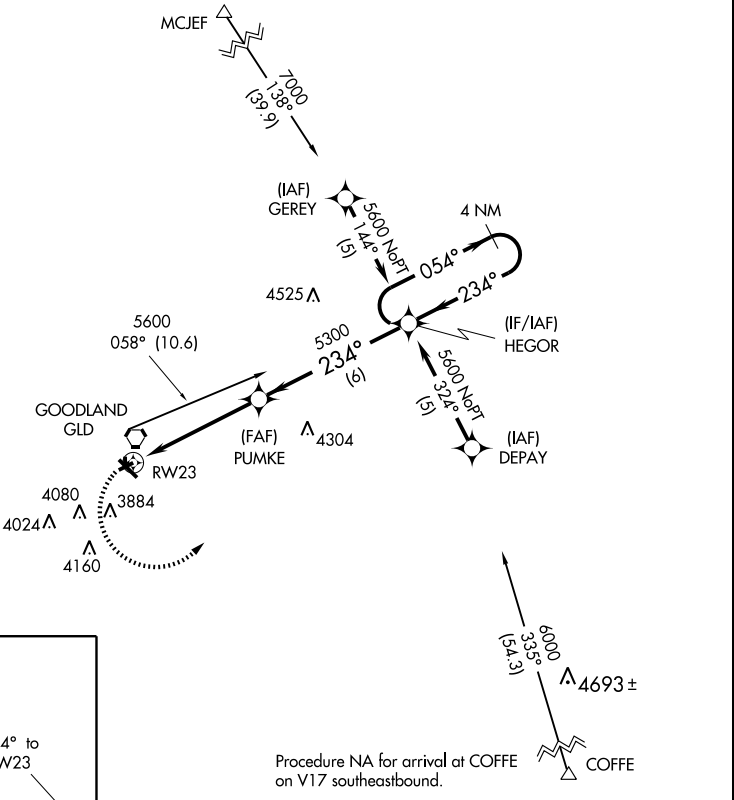 MCJEF
7000
138°
(39.9)
(IAF)
GEREY
5600 NoPT
144°
(5)
4 NM
054°
234°
4525
(IF/IAF)
HEGOR
5600
058° (10.6)
5300
234°
(6)
5600 NoPT
324°
(5)
GOODLAND
GLD
(FAF)
PUMKE
4304
(IAF)
DEPAY
RW23
4080
3884
4024
4160
6000
335°
(54.3)
4693±
4° to
W23
Procedure NA for arrival at COFFE
on V17 southeastbound.
COFFE